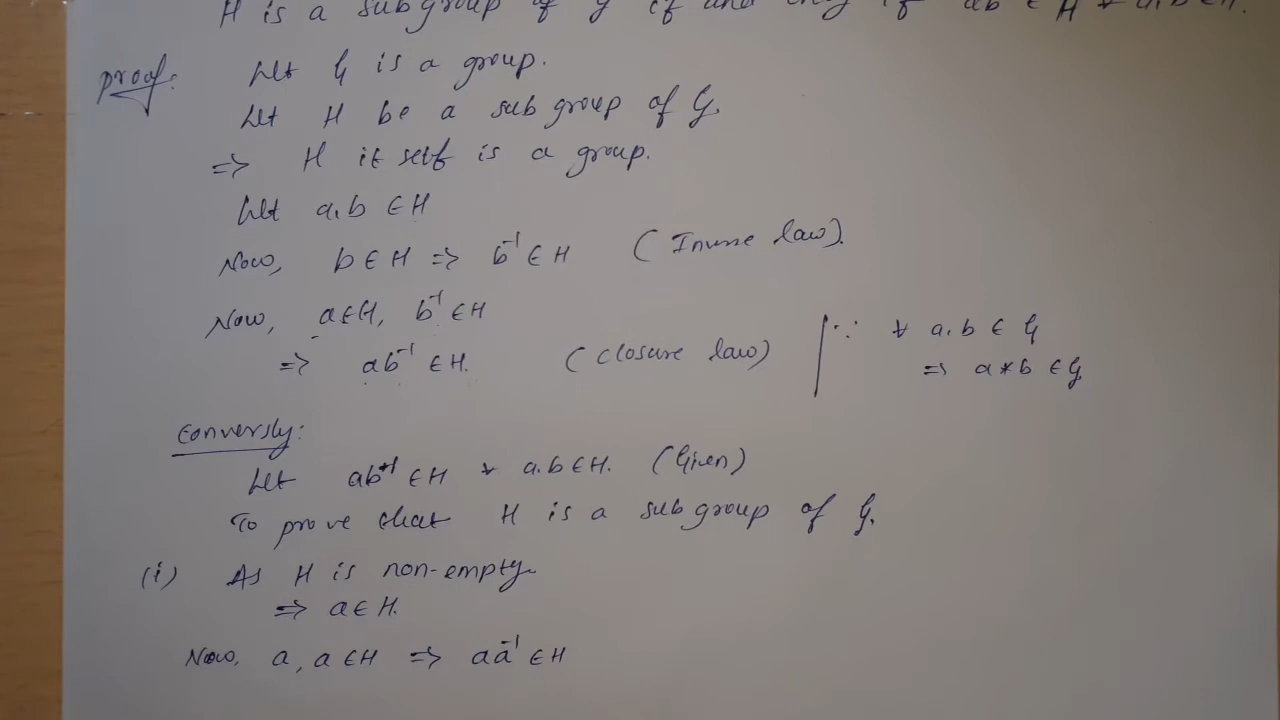 H is a subgroup of G if and only if ab⁻¹ ∈ H ∀ a,b ∈ H.
proof: Let G is a group.
Let H be a sub group of G.
=> H it self is a group.
Let a,b ∈ H
Now, b ∈ H => b⁻¹ ∈ H (Inverse law).
Now, a ∈ H, b⁻¹ ∈ H
=> ab⁻¹ ∈ H. (Closure law) | ∵ ∀ a,b ∈ G
=> a*b ∈ G
Conversly:
Let ab⁻¹ ∈ H ∀ a,b ∈ H. (Given)
To prove that H is a subgroup of G.
(i) As H is non-empty
=> a ∈ H.
Now, a, a ∈ H => aa⁻¹ ∈ H